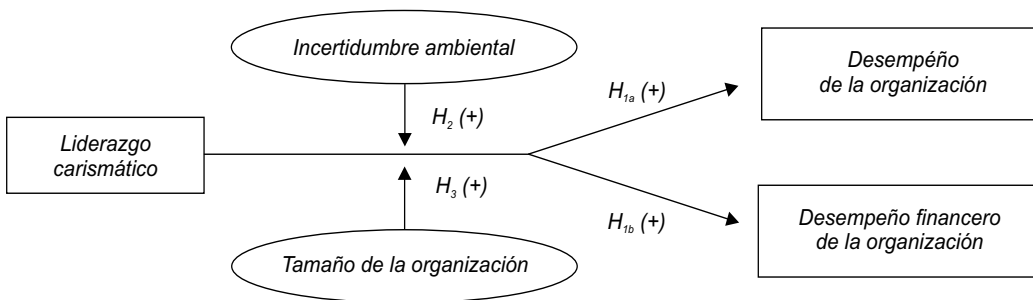 Incertidumbre ambiental
Desempéño
de la organización
H1a (+)
H2 (+)
Liderazgo
carismático
H3 (+)
H1b (+)
Desempeño financero
de la organización
Tamaño de la organización